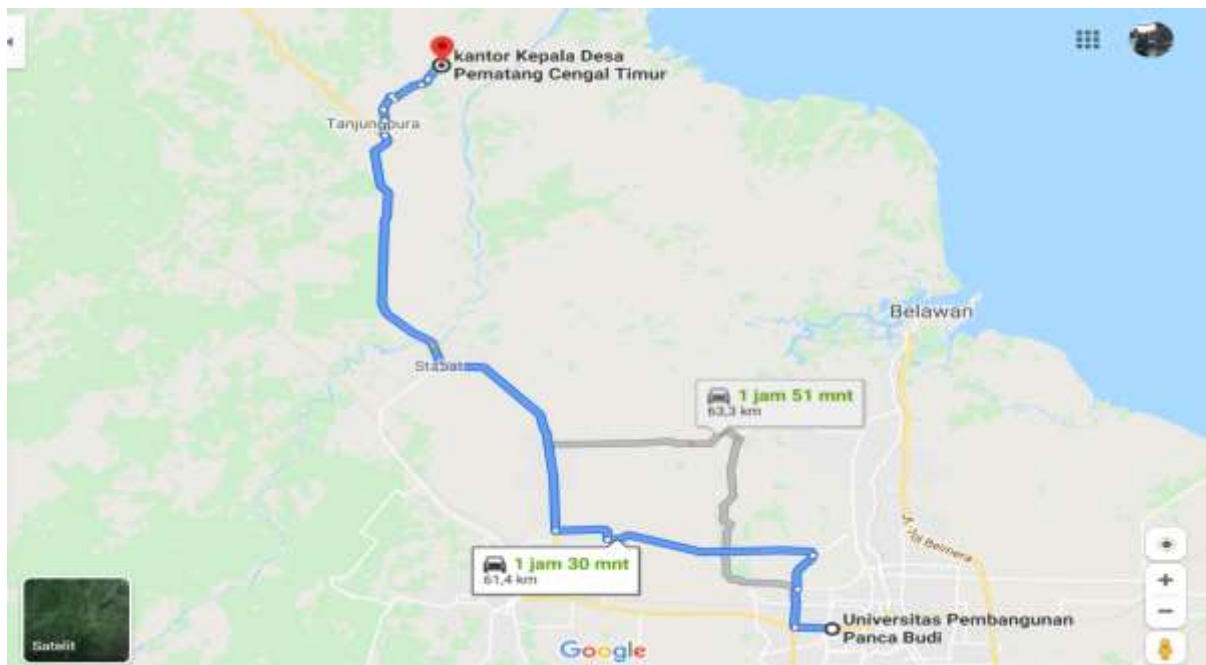 kantor Kepala Desa
Pematang Cengal Timur
Tanjungpura
Belawan
Stabat
1 jam 51 mnt
63,3 km
1 jam 30 mnt
61,4 km
Universitas Pembangunan
Panca Budi
Satelit
Google